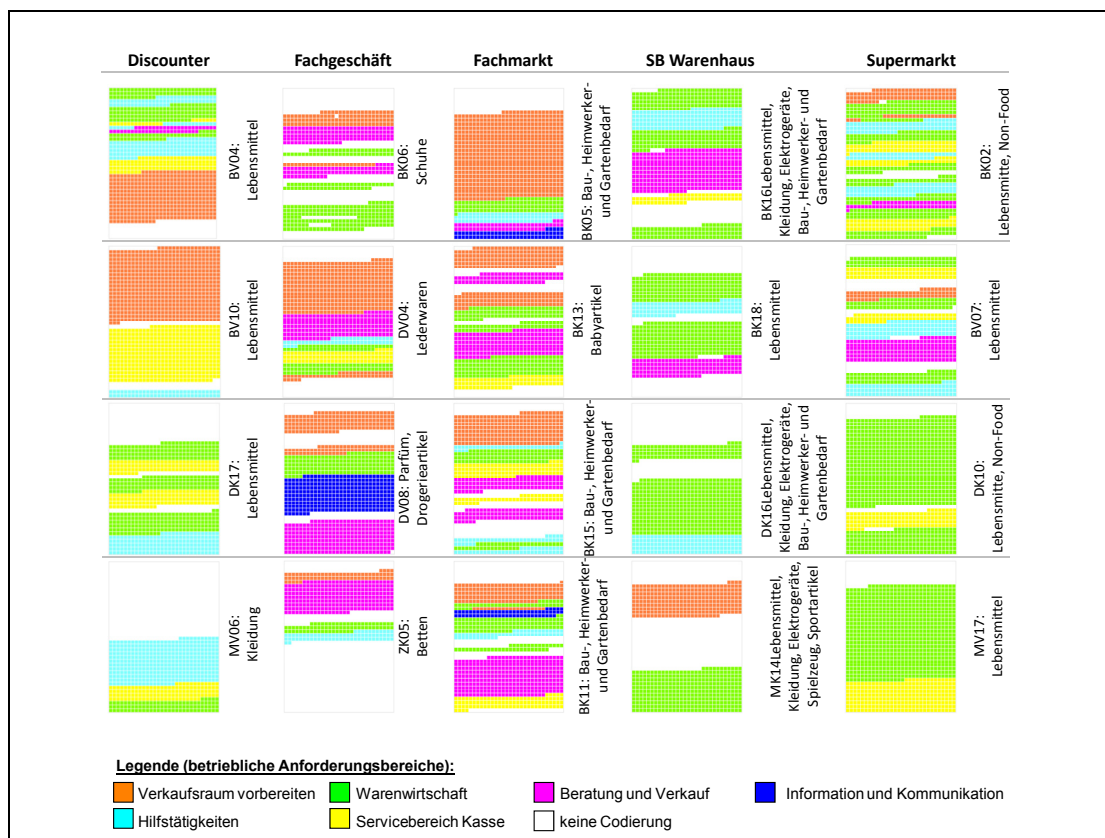 Discounter
Fachgeschäft
Fachmarkt
SB Warenhaus
Supermarkt
BV04:
Lebensmittel
BK06:
Schuhe
BK05: Bau-, Heimwerker-
und Gartenbedarf
BK16Lebensmittel,
Kleidung, Elektrogeräte,
Bau-, Heimwerker- und
Gartenbedarf
BK02:
Lebensmitte, Non-Food
BV10:
Lebensmittel
DV04:
Lederwaren
BK13:
Babyartikel
BK18:
Lebensmittel
BV07:
Lebensmittel
DK17:
Lebensmittel
DV08: Parfüm,
Drogerieartikel
BK15: Bau-, Heimwerker-
und Gartenbedarf
DK16Lebensmittel,
Kleidung, Elektrogeräte,
Bau-, Heimwerker- und
Gartenbedarf
DK10:
Lebensmitte, Non-Food
MV06:
Kleidung
ZK05:
Betten
BK11: Bau-, Heimwerker-
und Gartenbedarf
MK14Lebensmittel,
Kleidung, Elektrogeräte,
Spielzeug, Sportartikel
MV17:
Lebensmittel
Legende (betriebliche Anforderungsbereiche):
Verkaufsraum vorbereiten
Warenwirtschaft
Beratung und Verkauf
Information und Kommunikation
Hilfstätigkeiten
Servicebereich Kasse
keine Codierung